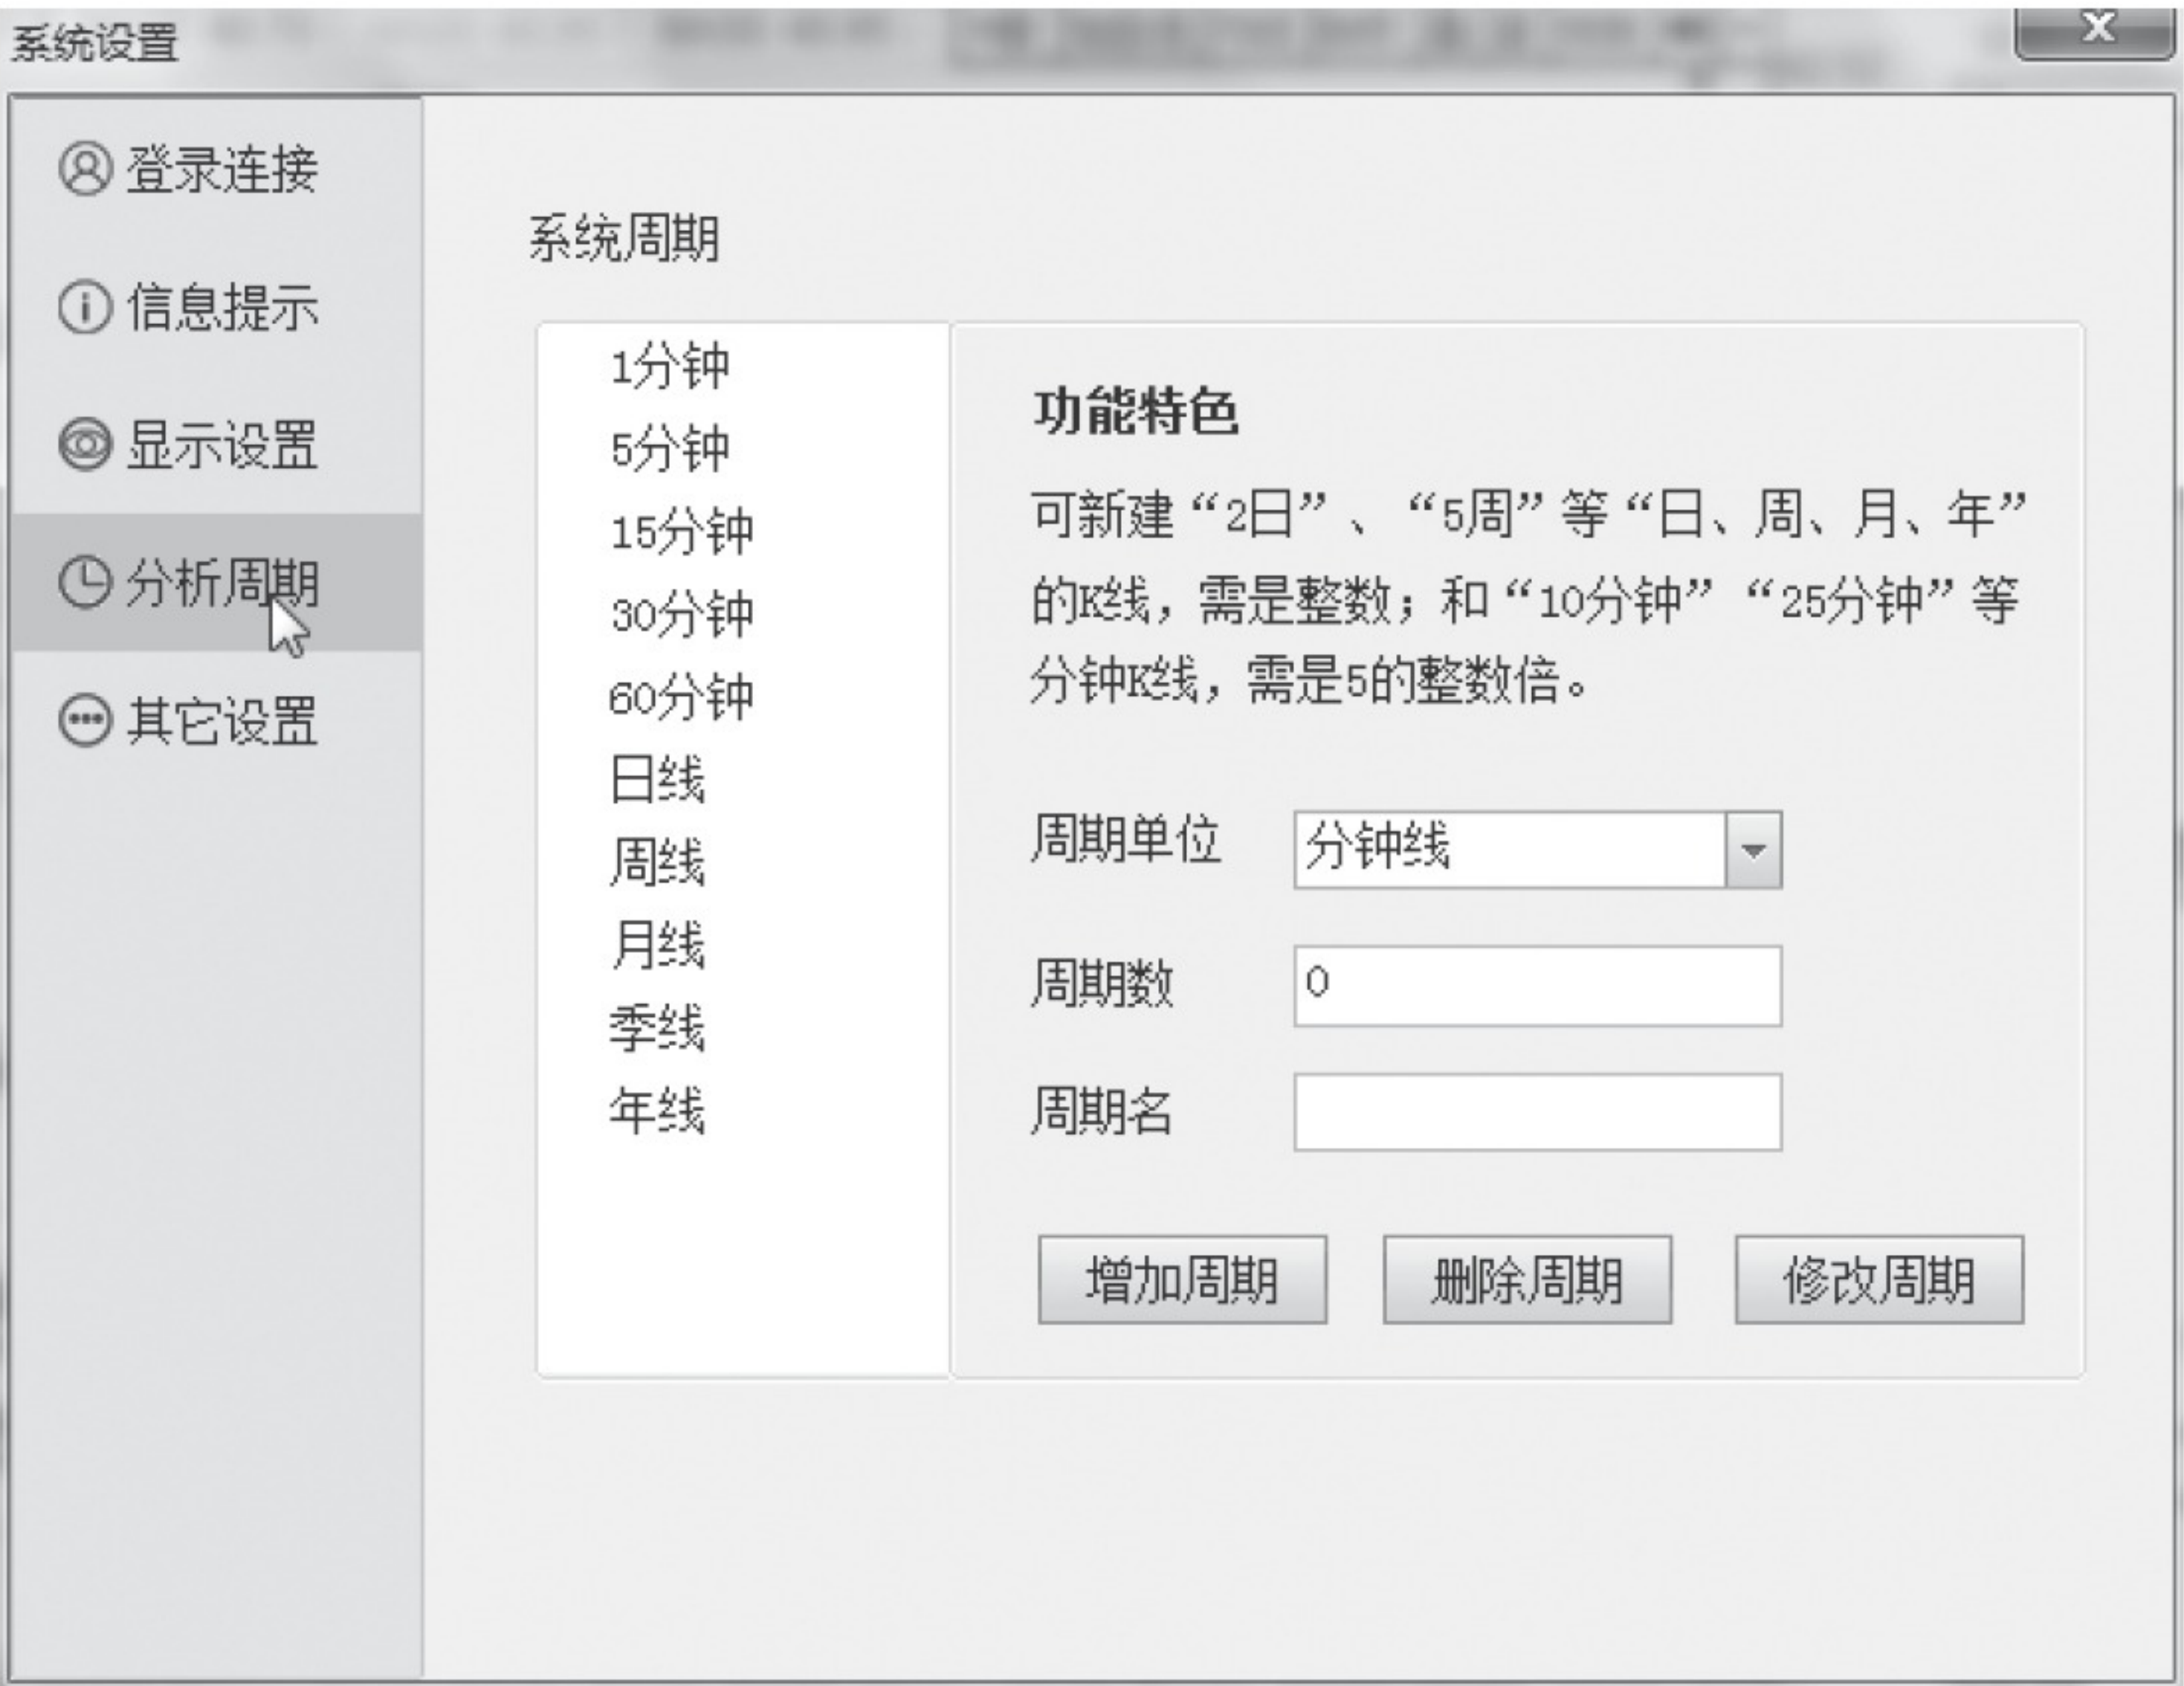 系统设置
登录连接
信息提示
显示设置
分析周期
其它设置
系统周期
1分钟
5分钟
15分钟
30分钟
60分钟
日线
周线
月线
季线
年线
功能特色
可新建“2日”、“5周”等“日、周、月、年”
的K线，需是整数；和“10分钟”“25分钟”等
分钟K线，需是5的整数倍。
周期单位 分钟线
周期数 0
周期名
增加周期 删除周期 修改周期